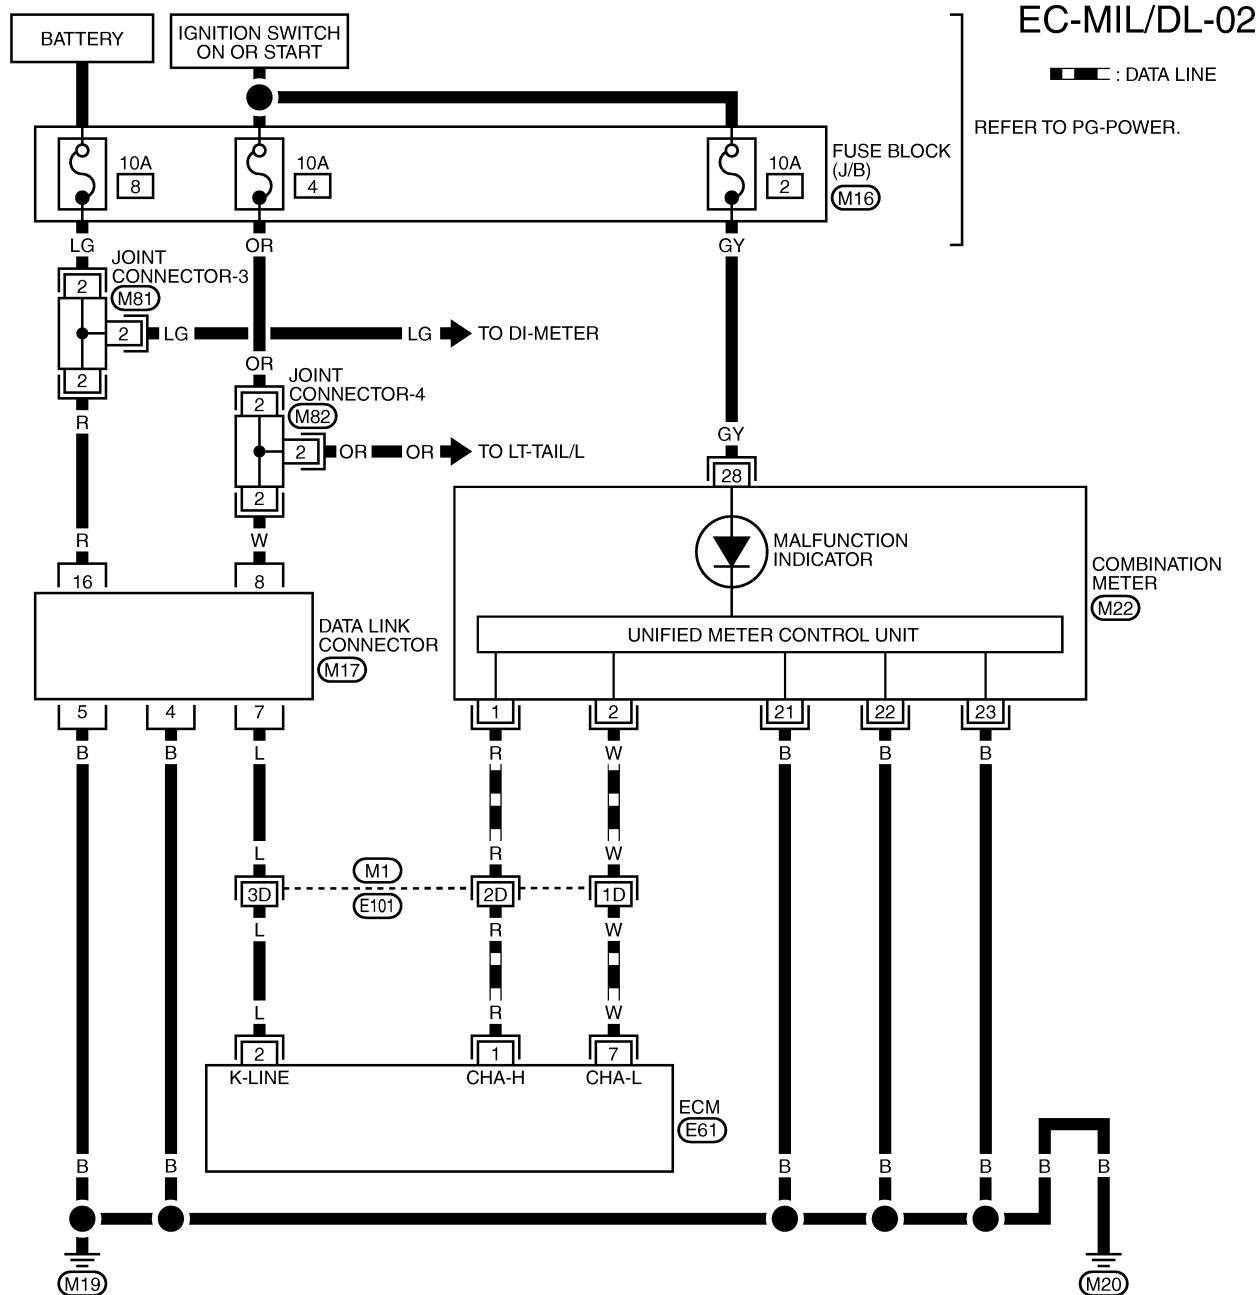 EC-MIL/DL-02
BATTERY
IGNITION SWITCH
ON OR START
: DATA LINE
REFER TO PG-POWER.
10A
8
10A
4
10A
2
FUSE BLOCK
(J/B)
M16
LG
OR
GY
JOINT
CONNECTOR-3
M81
2
2
LG
LG
TO DI-METER
2
OR
JOINT
CONNECTOR-4
M82
2
R
GY
2
OR
OR
TO LT-TAIL/L
28
2
R
W
MALFUNCTION
INDICATOR
COMBINATION
METER
M22
16
8
DATA LINK
CONNECTOR
M17
UNIFIED METER CONTROL UNIT
5
4
7
1
2
21
22
23
B
B
L
R
W
B
B
B
L
R
W
M1
E101
3D
2D
1D
L
R
W
L
R
W
2
1
7
K-LINE
CHA-H
CHA-L
ECM
E61
B
B
B
B
B
B
B
M19
M20